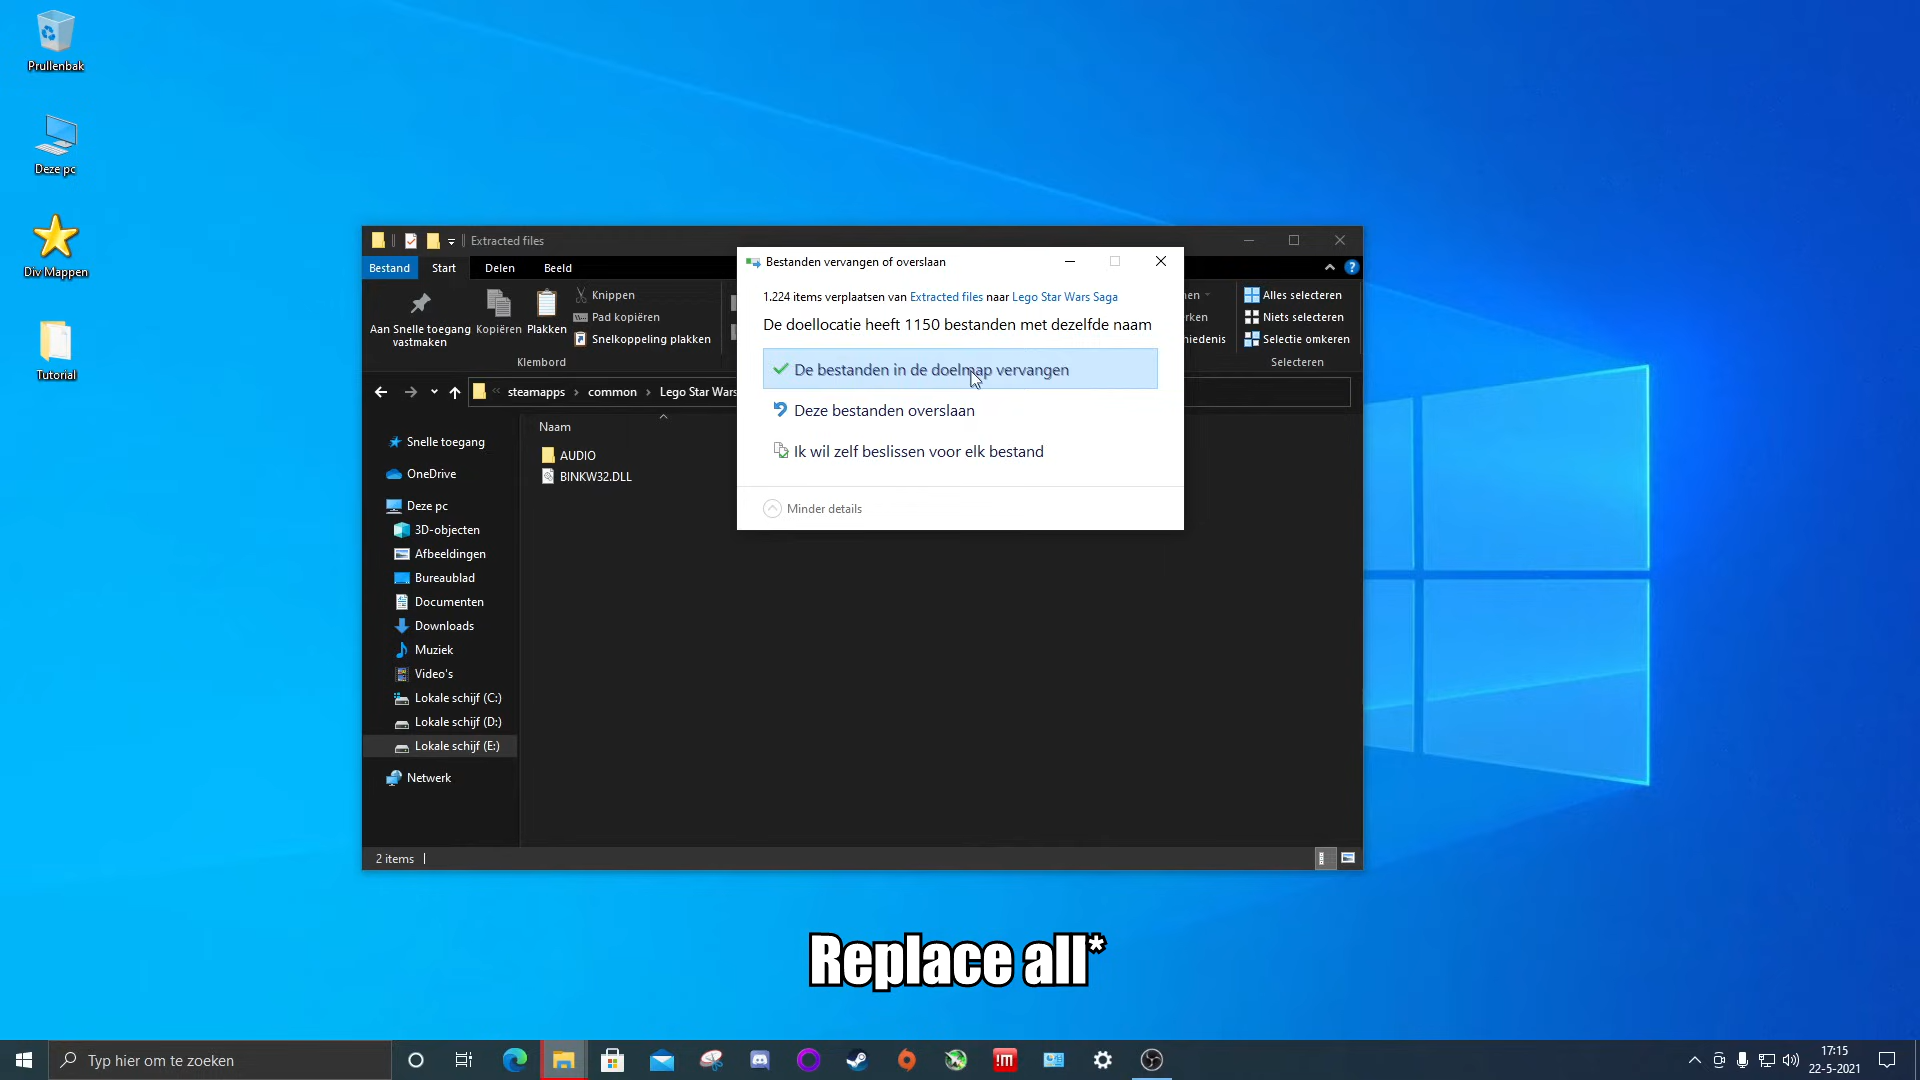 Prullenbak
Deze pc
Div Mappen
Tutorial
Extracted files
Bestand Start Delen Beeld
Aan Snelle toegang
vastmaken
Kopiëren
Plakken
Knippen
Pad kopiëren
Snelkoppeling plakken
Klembord
Alles selecteren
Niets selecteren
Selectie omkeren
Selecteren
steamapps > common > Lego Star Wars
Naam
AUDIO
BINKW32.DLL
Snelle toegang
OneDrive
Deze pc
3D-objecten
Afbeeldingen
Bureaublad
Documenten
Downloads
Muziek
Video's
Lokale schijf (C:)
Lokale schijf (D:)
Lokale schijf (E:)
Netwerk
2 items
Bestanden vervangen of overslaan
1.224 items verplaatsen van Extracted files naar Lego Star Wars Saga
De doellocatie heeft 1150 bestanden met dezelfde naam
De bestanden in de doelmap vervangen
Deze bestanden overslaan
Ik wil zelf beslissen voor elk bestand
Minder details
Replace all*
Typ hier om te zoeken
!M
17:15
22-5-2021